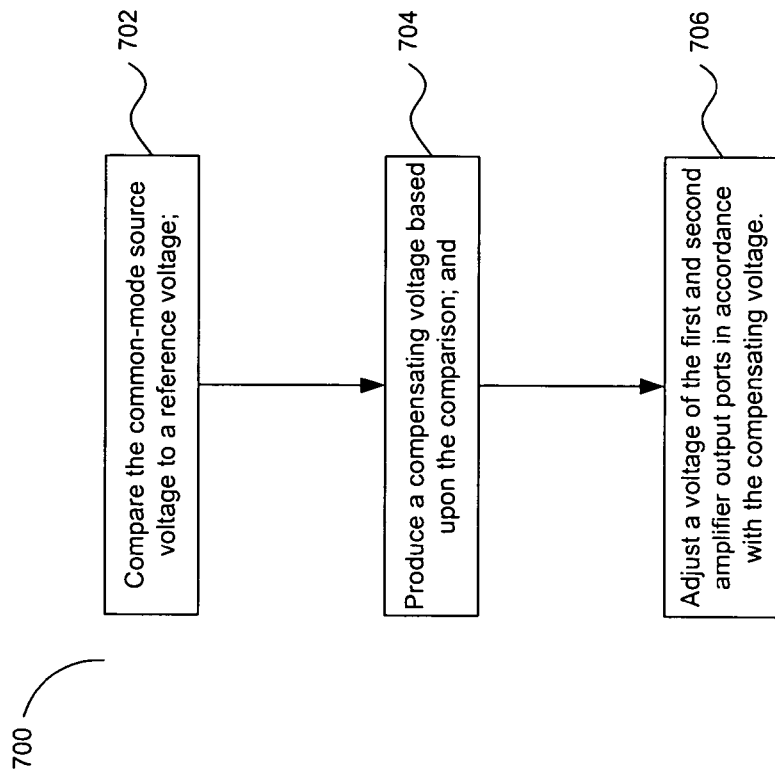 700
702
Compare the common-mode source
voltage to a reference voltage;
704
Produce a compensating voltage based
upon the comparison; and
706
Adjust a voltage of the first and second
amplifier output ports in accordance
with the compensating voltage.